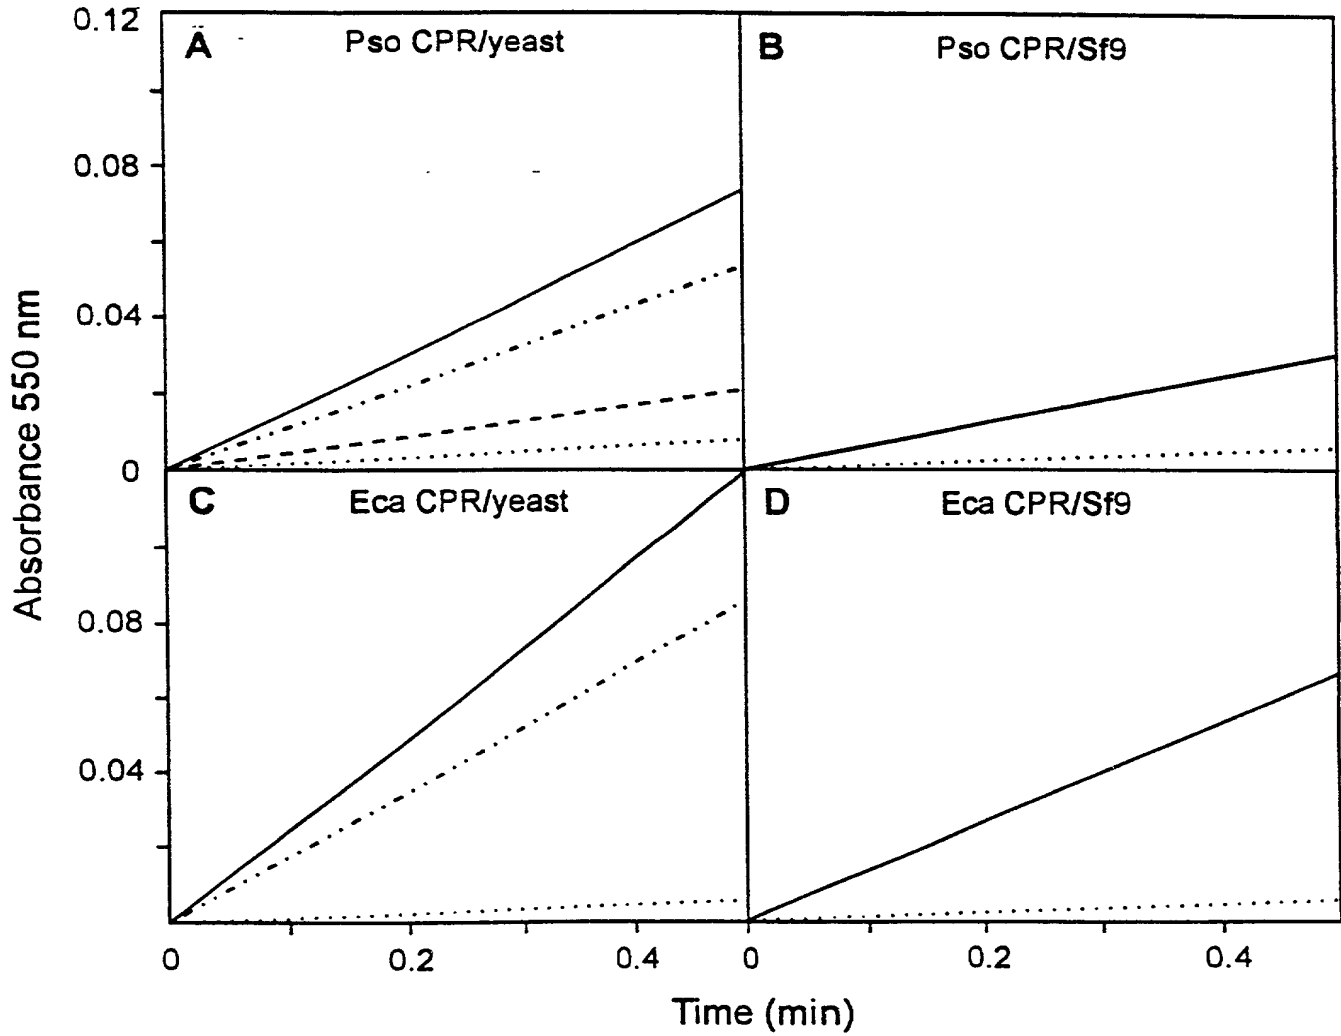 0.12
A
Pso CPR/yeast
B
Pso CPR/Sf9
0.08
0.04
0
C
Eca CPR/yeast
D
Eca CPR/Sf9
0.08
0.04
Absorbance 550 nm
0
0.2
0.4
0
0.2
0.4
Time (min)